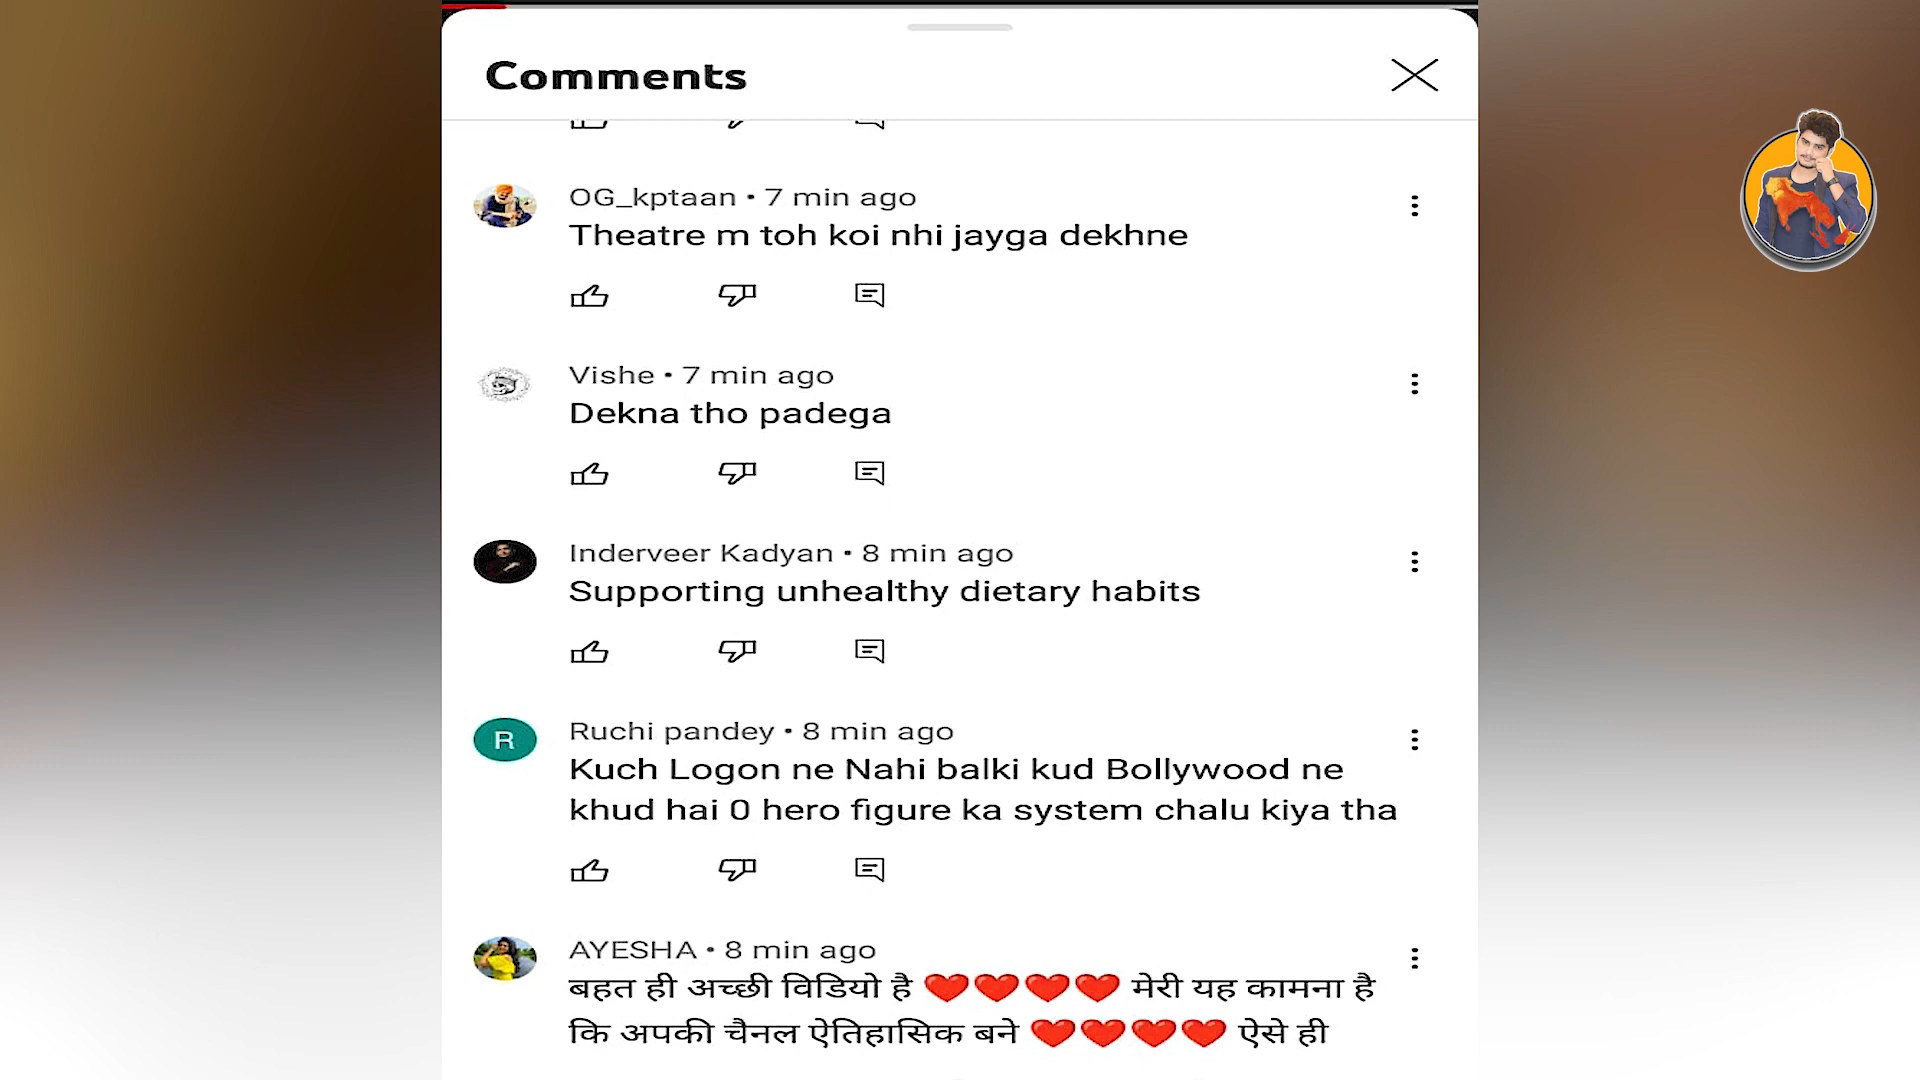 Comments
OG_kptaan • 7 min ago
Theatre m toh koi nhi jayga dekhne
Vishe • 7 min ago
Dekna tho padega
Inderveer Kadyan • 8 min ago
Supporting unhealthy dietary habits
R
Ruchi pandey • 8 min ago
Kuch Logon ne Nahi balki kud Bollywood ne
khud hai 0 hero figure ka system chalu kiya tha
AYESHA • 8 min ago
बहत ही अच्छी विडियो है ❤❤❤❤ मेरी यह कामना है
कि अपकी चैनल ऐतिहासिक बने ❤❤❤❤ ऐसे ही